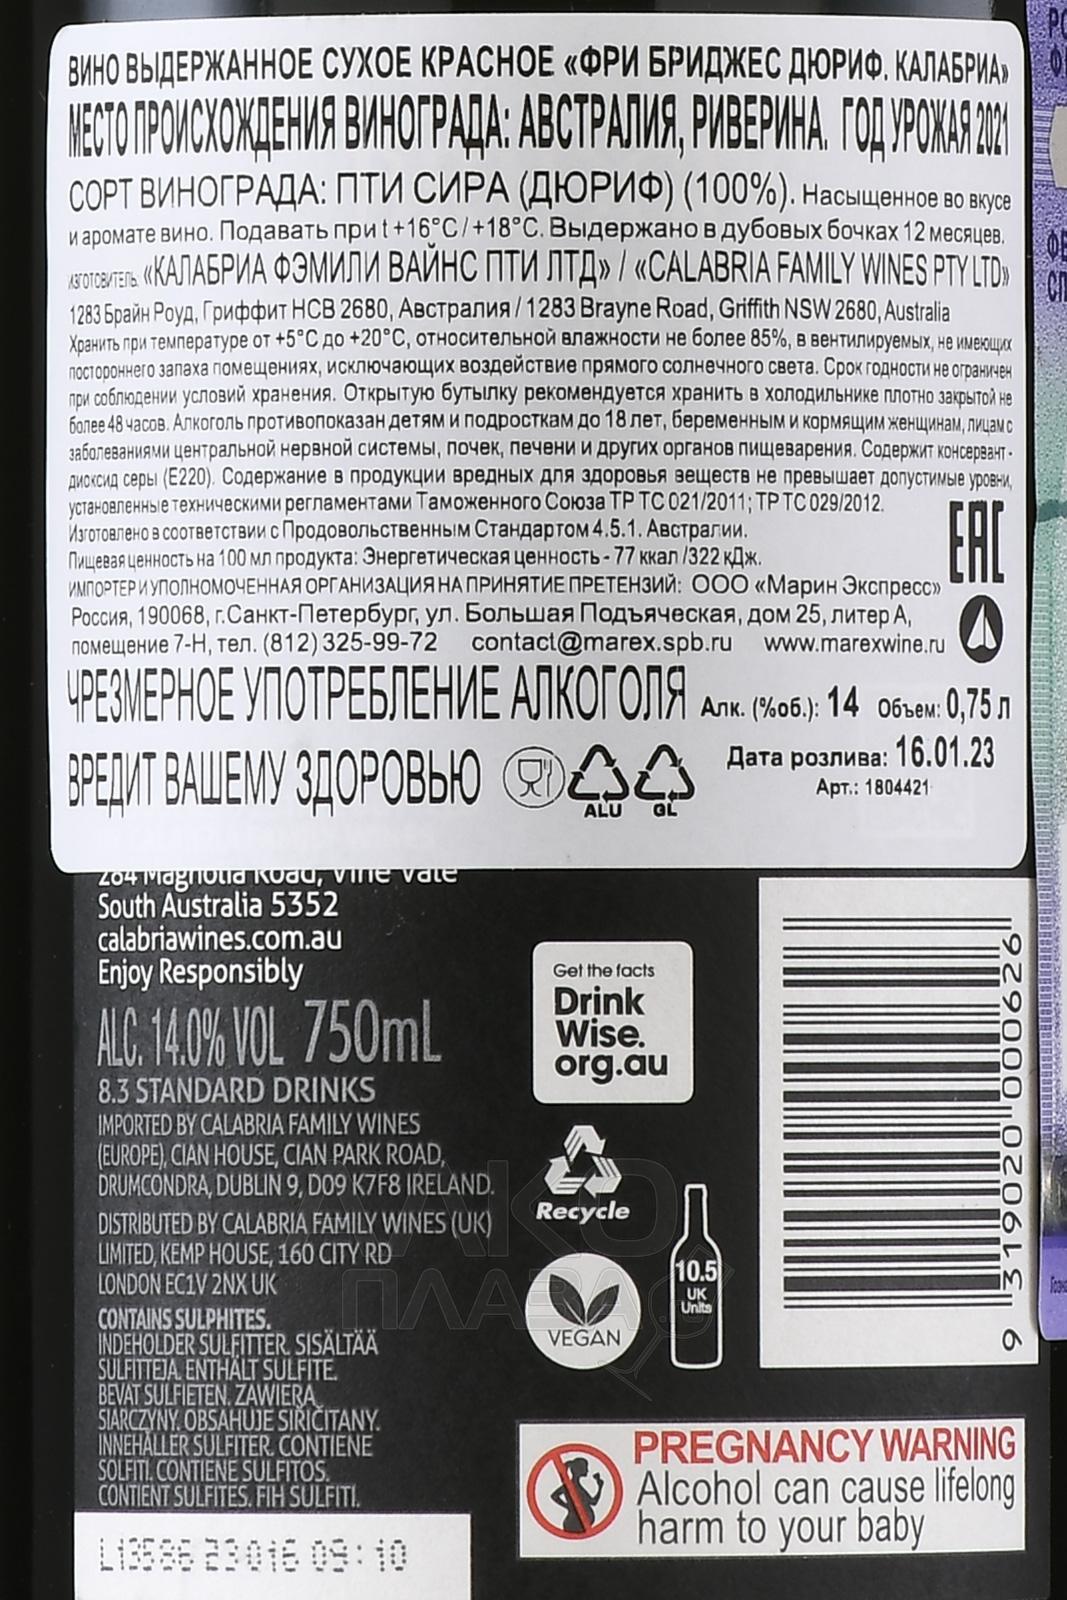 ВИНО ВЫДЕРЖАННОЕ СУХОЕ КРАСНОЕ «ФРИ БРИДЖЕС ДЮРИФ. КАЛАБРИА»
МЕСТО ПРОИСХОЖДЕНИЯ ВИНОГРАДА: АВСТРАЛИЯ, РИВЕРИНА. ГОД УРОЖАЯ 2021
СОРТ ВИНОГРАДА: ПТИ СИРА (ДЮРИФ) (100%). Насыщенное во вкусе
и аромате вино. Подавать при t +16°С / +18°С. Выдержано в дубовых бочках 12 месяцев.
ИЗГОТОВИТЕЛЬ: «КАЛАБРИА ФЭМИЛИ ВАЙНС ПТИ ЛТД» / «CALABRIA FAMILY WINES PTY LTD»
1283 Брайн Роуд, Гриффит НСВ 2680, Австралия / 1283 Brayne Road, Griffith NSW 2680, Australia
Хранить при температуре от +5°С до +20°С, относительной влажности не более 85%, в вентилируемых, не имеющих
постороннего запаха помещениях, исключающих воздействие прямого солнечного света. Срок годности не ограничен
при соблюдении условий хранения. Открытую бутылку рекомендуется хранить в холодильнике плотно закрытой не
более 48 часов. Алкоголь противопоказан детям и подросткам до 18 лет, беременным и кормящим женщинам, лицам с
заболеваниями центральной нервной системы, почек, печени и других органов пищеварения. Содержит консервант -
диоксид серы (Е220). Содержание в продукции вредных для здоровья веществ не превышает допустимые уровни,
установленные техническими регламентами Таможенного Союза ТР ТС 021/2011; ТР ТС 029/2012.
Изготовлено в соответствии с Продовольственным Стандартом 4.5.1. Австралии.
Пищевая ценность на 100 мл продукта: Энергетическая ценность - 77 ккал /322 кДж.
ИМПОРТЕР И УПОЛНОМОЧЕННАЯ ОРГАНИЗАЦИЯ НА ПРИНЯТИЕ ПРЕТЕНЗИЙ: ООО «Марин Экспресс»
Россия, 190068, г.Санкт-Петербург, ул. Большая Подъяческая, дом 25, литер А,
помещение 7-Н, тел. (812) 325-99-72 contact@marex.spb.ru www.marexwine.ru
EAC
ЧРЕЗМЕРНОЕ УПОТРЕБЛЕНИЕ АЛКОГОЛЯ
ВРЕДИТ ВАШЕМУ ЗДОРОВЬЮ
Алк. (%об.): 14 Объем: 0,75 л
Дата розлива: 16.01.23
Арт.: 1804421
ALU GL
284 Magnolia Road, Vine Vale
South Australia 5352
calabriawines.com.au
Enjoy Responsibly
ALC. 14.0% VOL 750mL
8.3 STANDARD DRINKS
IMPORTED BY CALABRIA FAMILY WINES
(EUROPE), CIAN HOUSE, CIAN PARK ROAD,
DRUMCONDRA, DUBLIN 9, D09 K7F8 IRELAND.
DISTRIBUTED BY CALABRIA FAMILY WINES (UK)
LIMITED, KEMP HOUSE, 160 CITY RD
LONDON EC1V 2NX UK
CONTAINS SULPHITES.
INDEHOLDER SULFITTER. SISÄLTÄÄ
SULFITTEJA. ENTHÄLT SULFITE.
BEVAT SULFIETEN. ZAWIERA
SIARCZYNY. OBSAHUJE SIŘIČITANY.
INNEHÅLLER SULFITER. CONTIENE
SOLFITI. CONTIENE SULFITOS.
CONTIENT SULFITES. FIH SULFITI.
Get the facts
Drink
Wise.
org.au
Recycle
VEGAN
10.5
UK
Units
9 319020 000626
PREGNANCY WARNING
Alcohol can cause lifelong
harm to your baby
L13586 23016 09:10
АЛКО
ПЛАЗА